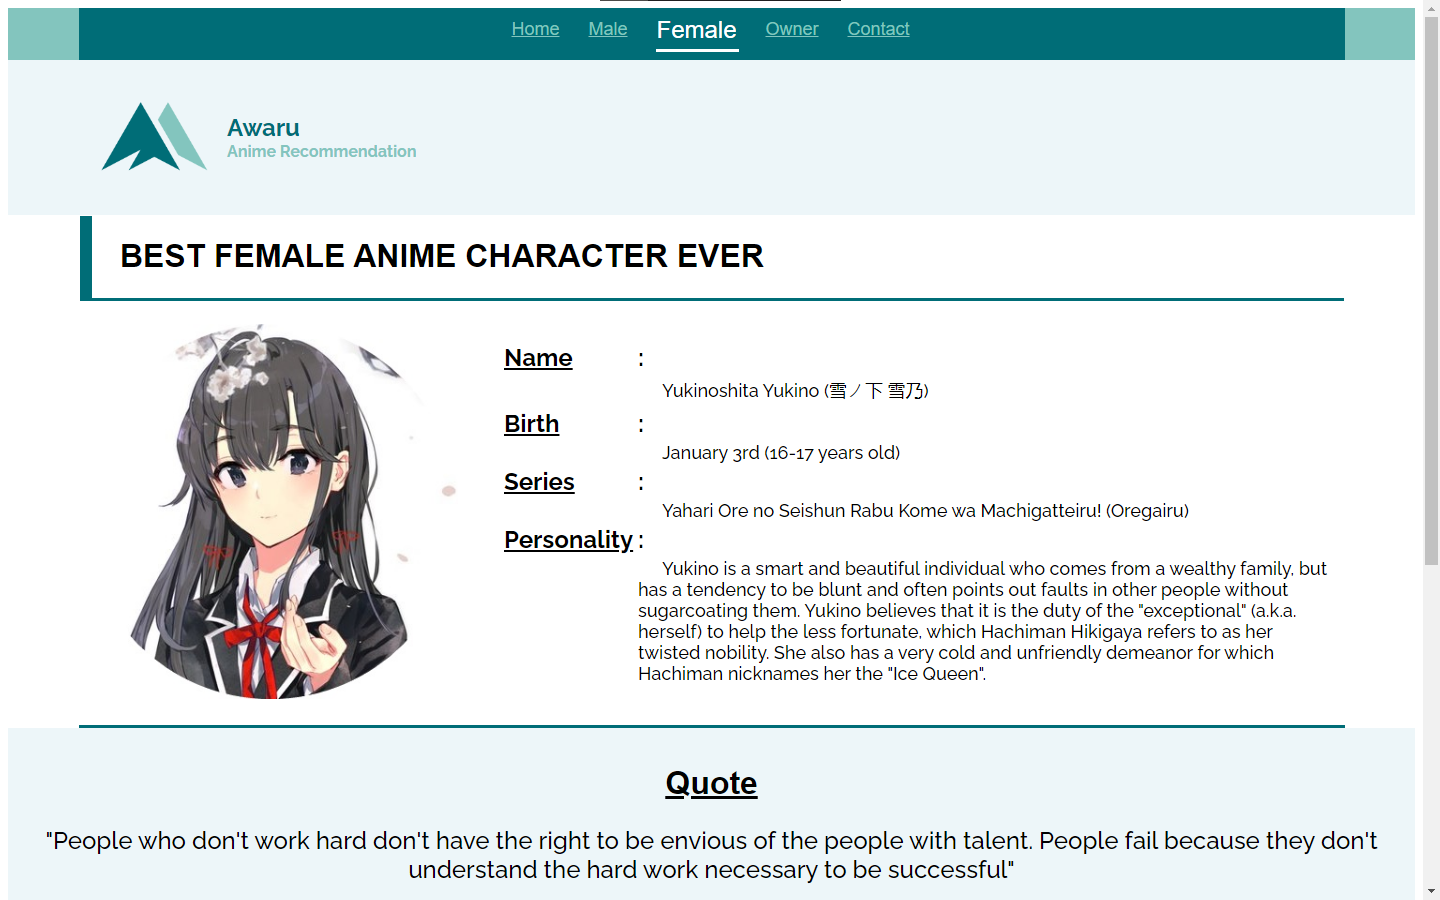 Home Male Female Owner Contact
Awaru
Anime Recommendation
BEST FEMALE ANIME CHARACTER EVER
Name :
Yukinoshita Yukino (雪ノ下 雪乃)
Birth :
January 3rd (16-17 years old)
Series :
Yahari Ore no Seishun Rabu Kome wa Machigatteiru! (Oregairu)
Personality :
Yukino is a smart and beautiful individual who comes from a wealthy family, but
has a tendency to be blunt and often points out faults in other people without
sugarcoating them. Yukino believes that it is the duty of the "exceptional" (a.k.a.
herself) to help the less fortunate, which Hachiman Hikigaya refers to as her
twisted nobility. She also has a very cold and unfriendly demeanor for which
Hachiman nicknames her the "Ice Queen".
Quote
"People who don't work hard don't have the right to be envious of the people with talent. People fail because they don't
understand the hard work necessary to be successful"